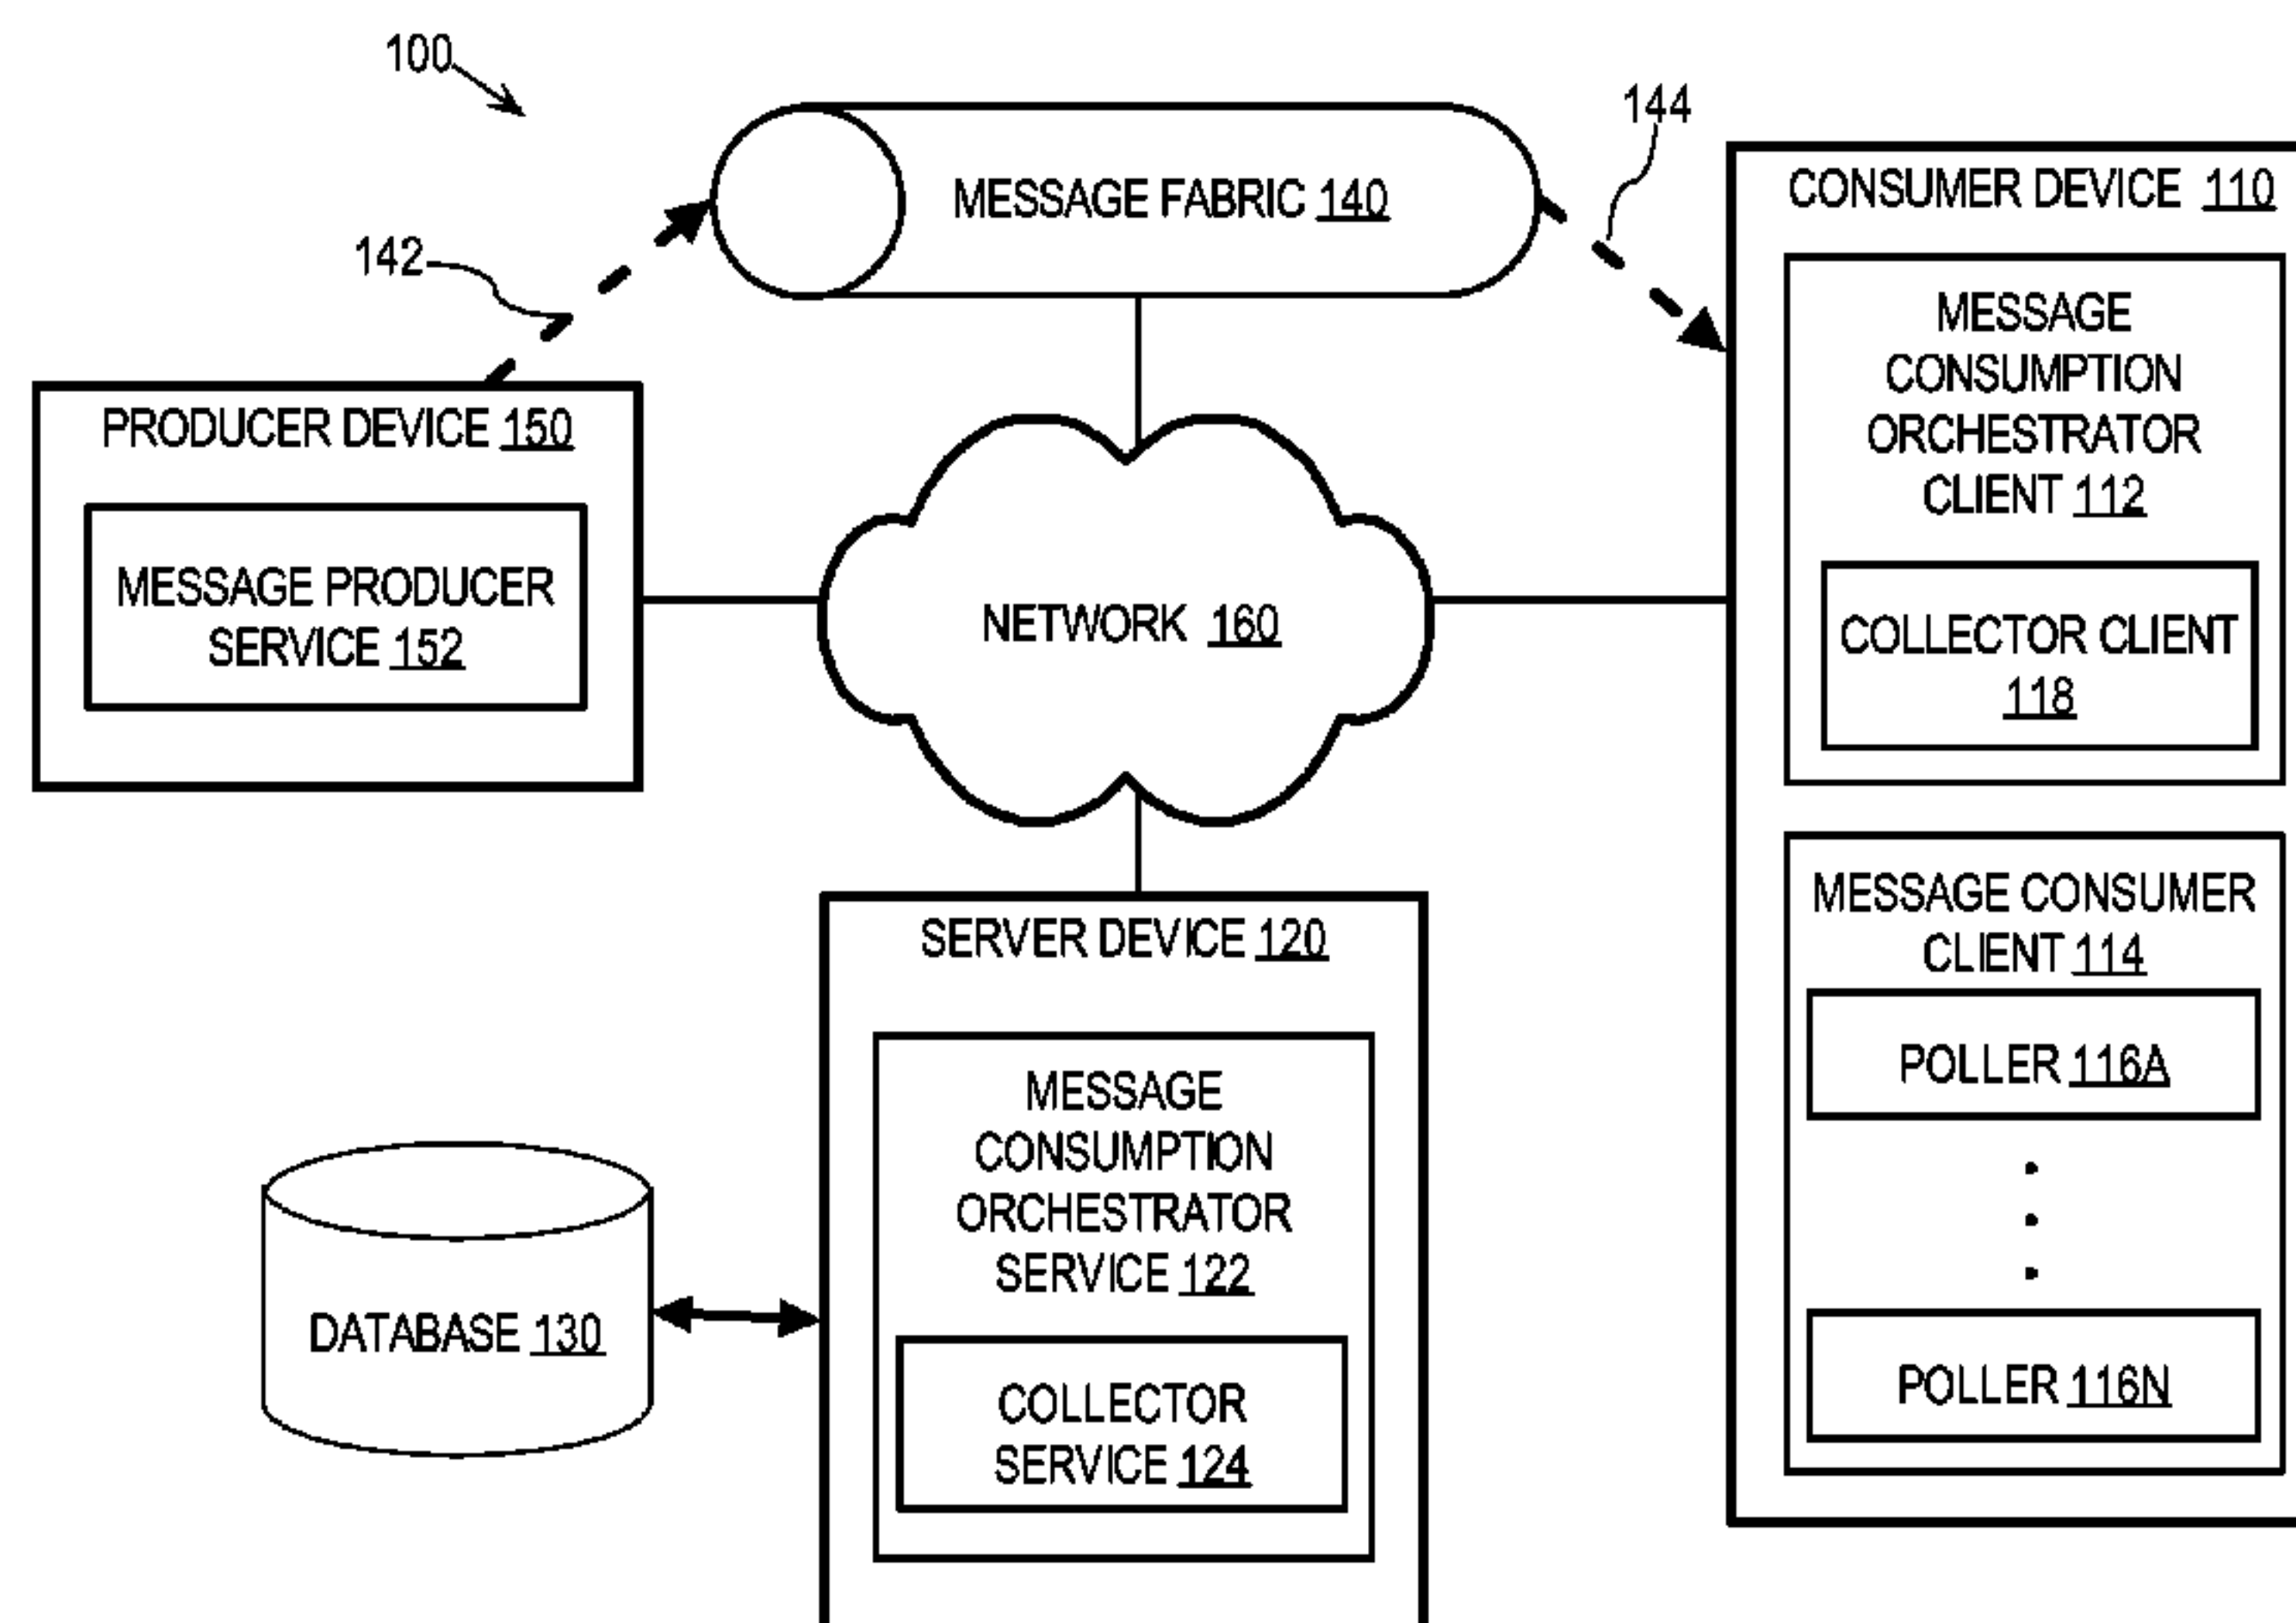 100
144
MESSAGE FABRIC 140
142
CONSUMER DEVICE 110
MESSAGE
CONSUMPTION
ORCHESTRATOR
CLIENT 112
COLLECTOR CLIENT
118
PRODUCER DEVICE 150
MESSAGE PRODUCER
SERVICE 152
NETWORK 160
MESSAGE CONSUMER
CLIENT 114
POLLER 116A
POLLER 116N
SERVER DEVICE 120
MESSAGE
CONSUMPTION
ORCHESTRATOR
SERVICE 122
COLLECTOR
SERVICE 124
DATABASE 130